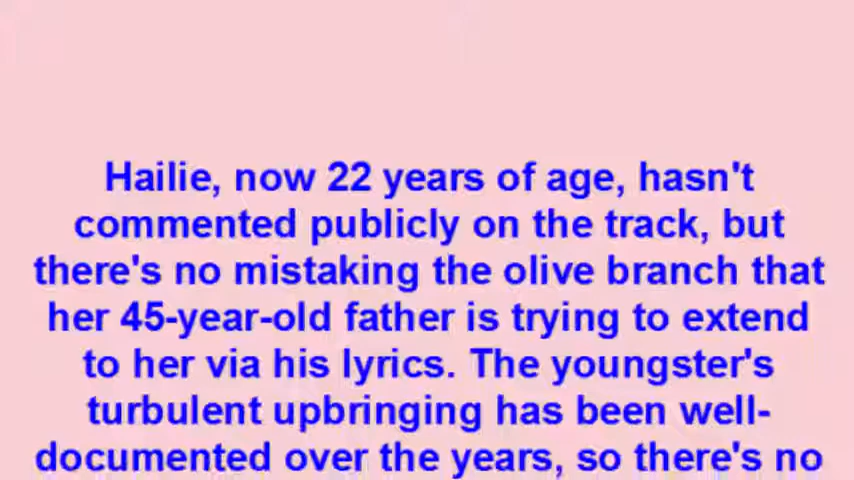 Hailie, now 22 years of age, hasn't
commented publicly on the track, but
there's no mistaking the olive branch that
her 45-year-old father is trying to extend
to her via his lyrics. The youngster's
turbulent upbringing has been well-
documented over the years, so there's no